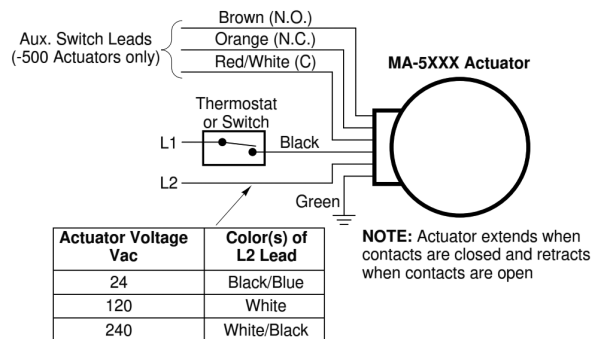 Brown (N.O.)
Aux. Switch Leads
(-500 Actuators only)
Orange (N.C.)
Red/White (C)
MA-5XXX Actuator
Thermostat
or Switch
L1
Black
L2
Green
NOTE: Actuator extends when
contacts are closed and retracts
when contacts are open
Actuator Voltage
Vac
Color(s) of
L2 Lead
24
Black/Blue
120
White
240
White/Black